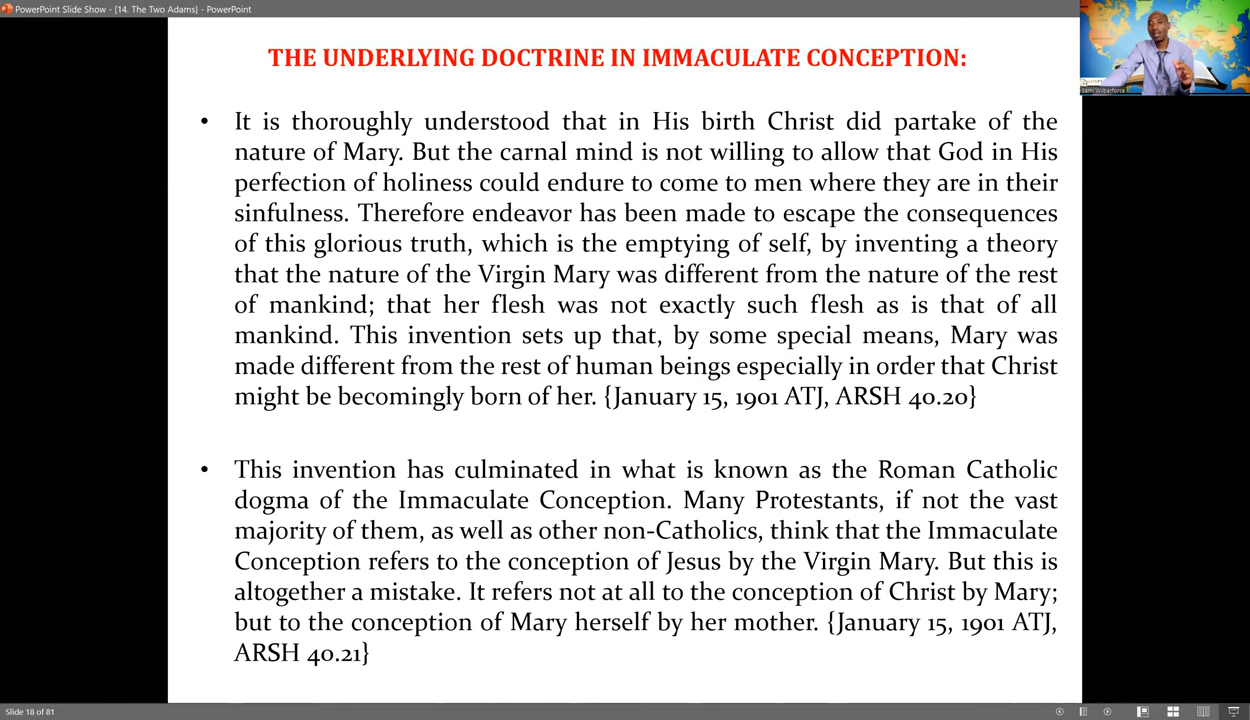 PowerPoint Slide Show - [14. The Two Adams] - PowerPoint
THE UNDERLYING DOCTRINE IN IMMACULATE CONCEPTION:
• It is thoroughly understood that in His birth Christ did partake of the
nature of Mary. But the carnal mind is not willing to allow that God in His
perfection of holiness could endure to come to men where they are in their
sinfulness. Therefore endeavor has been made to escape the consequences
of this glorious truth, which is the emptying of self, by inventing a theory
that the nature of the Virgin Mary was different from the nature of the rest
of mankind; that her flesh was not exactly such flesh as is that of all
mankind. This invention sets up that, by some special means, Mary was
made different from the rest of human beings especially in order that Christ
might be becomingly born of her. {January 15, 1901 ATJ, ARSH 40.20}
• This invention has culminated in what is known as the Roman Catholic
dogma of the Immaculate Conception. Many Protestants, if not the vast
majority of them, as well as other non-Catholics, think that the Immaculate
Conception refers to the conception of Jesus by the Virgin Mary. But this is
altogether a mistake. It refers not at all to the conception of Christ by Mary;
but to the conception of Mary herself by her mother. {January 15, 1901 ATJ,
ARSH 40.21}
Slide 18 of 81